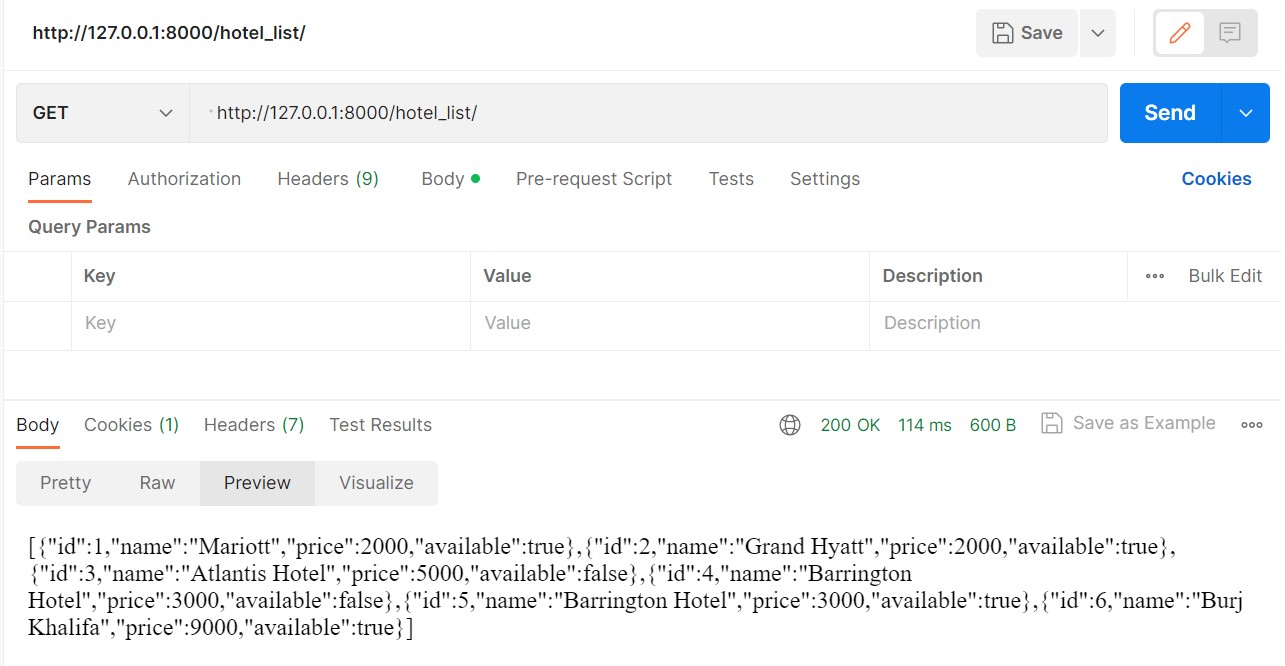 http://127.0.0.1:8000/hotel_list/
Save
GET
http://127.0.0.1:8000/hotel_list/
Send
Params Authorization Headers (9) Body Pre-request Script Tests Settings Cookies
Query Params
Key Value Description Bulk Edit
Key Value Description
Body Cookies (1) Headers (7) Test Results 200 OK 114 ms 600 B Save as Example
Pretty Raw Preview Visualize
[{"id":1,"name":"Mariott","price":2000,"available":true},{"id":2,"name":"Grand Hyatt","price":2000,"available":true},
{"id":3,"name":"Atlantis Hotel","price":5000,"available":false},{"id":4,"name":"Barrington
Hotel","price":3000,"available":false},{"id":5,"name":"Barrington Hotel","price":3000,"available":true},{"id":6,"name":"Burj
Khalifa","price":9000,"available":true}]